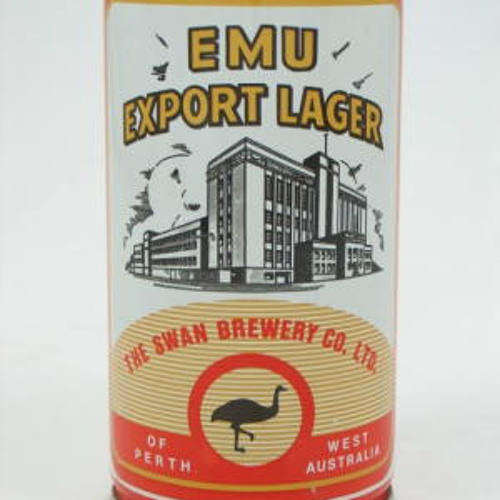 EMU
EXPORT LAGER
THE SWAN BREWERY CO. LTD.
OF
PERTH
WEST
AUSTRALIA